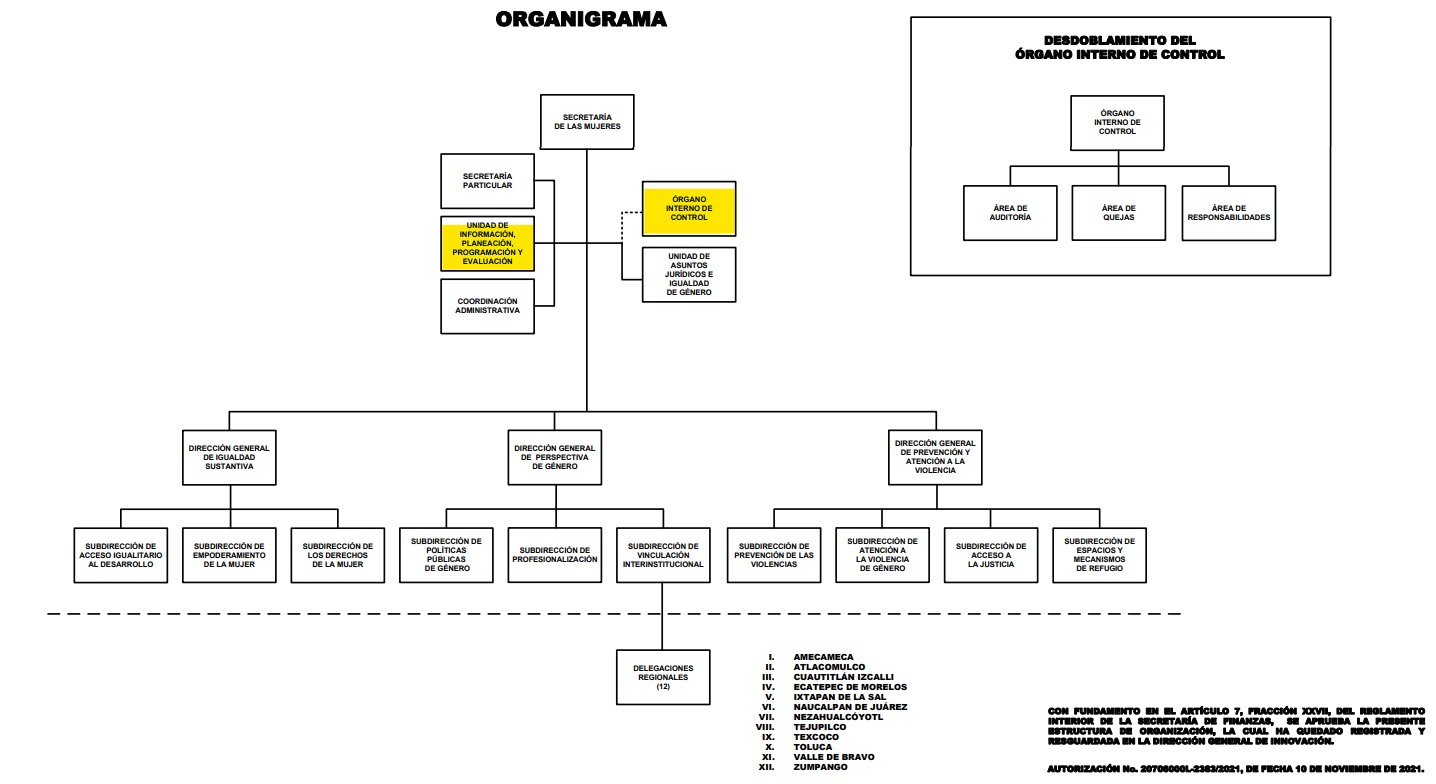 ORGANIGRAMA
DESDOBLAMIENTO DEL
ÓRGANO INTERNO DE CONTROL
ÓRGANO
INTERNO DE
CONTROL
ÁREA DE
AUDITORÍA
ÁREA DE
QUEJAS
ÁREA DE
RESPONSABILIDADES
SECRETARÍA
DE LAS MUJERES
SECRETARÍA
PARTICULAR
UNIDAD DE
INFORMACIÓN,
PLANEACIÓN,
PROGRAMACIÓN Y
EVALUACIÓN
COORDINACIÓN
ADMINISTRATIVA
ÓRGANO
INTERNO DE
CONTROL
UNIDAD DE
ASUNTOS
JURÍDICOS E
IGUALDAD
DE GÉNERO
DIRECCIÓN GENERAL
DE IGUALDAD
SUSTANTIVA
DIRECCIÓN GENERAL
DE PERSPECTIVA
DE GÉNERO
DIRECCIÓN GENERAL
DE PREVENCIÓN Y
ATENCIÓN A LA
VIOLENCIA
SUBDIRECCIÓN DE
ACCESO IGUALITARIO
AL DESARROLLO
SUBDIRECCIÓN DE
EMPODERAMIENTO
DE LA MUJER
SUBDIRECCIÓN DE
LOS DERECHOS
DE LA MUJER
SUBDIRECCIÓN DE
POLÍTICAS
PÚBLICAS
DE GÉNERO
SUBDIRECCIÓN DE
PROFESIONALIZACIÓN
SUBDIRECCIÓN DE
VINCULACIÓN
INTERINSTITUCIONAL
SUBDIRECCIÓN DE
PREVENCIÓN DE LAS
VIOLENCIAS
SUBDIRECCIÓN DE
ATENCIÓN A
LA VIOLENCIA
DE GÉNERO
SUBDIRECCIÓN DE
ACCESO A
LA JUSTICIA
SUBDIRECCIÓN DE
ESPACIOS Y
MECANISMOS
DE REFUGIO
DELEGACIONES
REGIONALES
(12)
I. AMECAMECA
II. ATLACOMULCO
III. CUAUTITLÁN IZCALLI
IV. ECATEPEC DE MORELOS
V. IXTAPAN DE LA SAL
VI. NAUCALPAN DE JUÁREZ
VII. NEZAHUALCÓYOTL
VIII. TEJUPILCO
IX. TEXCOCO
X. TOLUCA
XI. VALLE DE BRAVO
XII. ZUMPANGO
CON FUNDAMENTO EN EL ARTÍCULO 7, FRACCIÓN XXVII, DEL REGLAMENTO
INTERIOR DE LA SECRETARÍA DE FINANZAS, SE APRUEBA LA PRESENTE
ESTRUCTURA DE ORGANIZACIÓN, LA CUAL HA QUEDADO REGISTRADA Y
RESGUARDADA EN LA DIRECCIÓN GENERAL DE INNOVACIÓN.
AUTORIZACIÓN No. 20706000L-2383/2021, DE FECHA 10 DE NOVIEMBRE DE 2021.